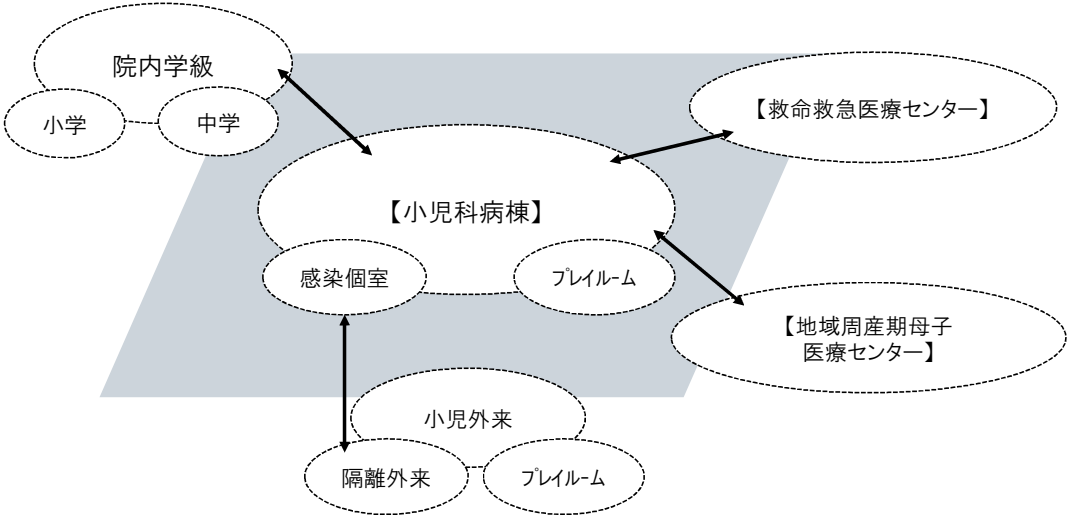 院内学級
小学
中学
【救命救急医療センター】
【小児科病棟】
感染個室
プレイルーム
【地域周産期母子
医療センター】
小児外来
隔離外来
プレイルーム